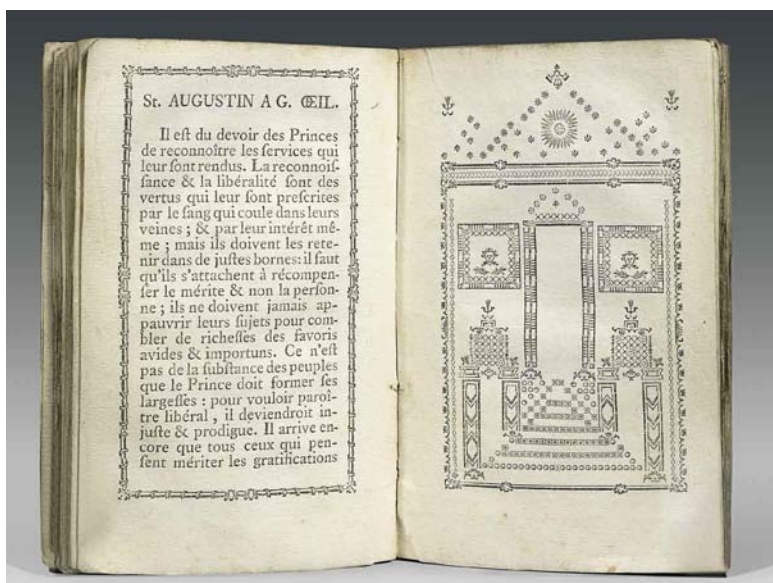 St. AUGUSTIN A G. ŒIL.
Il eſt du devoir des Princes
de reconnoître les ſervices qui
leur ſont rendus. La reconnoiſ-
ſance & la libéralité ſont des
vertus qui leur ſont preſcrites
par le ſang qui coule dans leurs
veines ; & par leur intérêt mê-
me ; mais ils doivent les rete-
nir dans de juſtes bornes: il faut
qu'ils s'attachent à récompen-
ſer le mérite & non la perſon-
ne ; ils ne doivent jamais ap-
pauvrir leurs ſujets pour com-
bler de richeſſes des favoris
avides & importuns. Ce n'eſt
pas de la ſubſtance des peuples
que le Prince doit former ſes
largeſſes : pour vouloir paroî-
tre libéral , il deviendroit in-
juſte & prodigue. Il arrive en-
core que tous ceux qui pen-
ſent mériter les gratifications